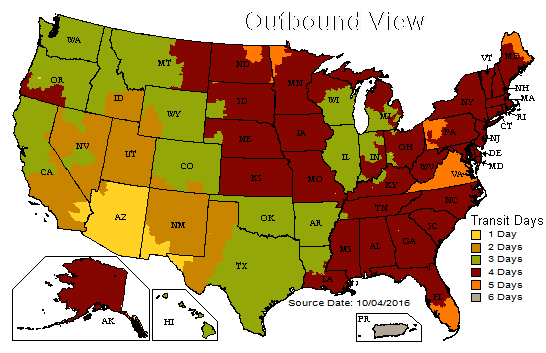 Outbound View
WA
VT
ME
MT
ND
MN
OR
NH
ID
WI
MA
SD
NY
MI
WY
RI
CT
IA
PA
NE
NV
OH
NJ
UT
IL
IN
DE
CO
WV
MD
CA
VA
KS
MO
KY
NC
TN
OK
AZ
NM
AR
SC
Transit Days
1 Day
2 Days
3 Days
4 Days
5 Days
6 Days
MS
AL
GA
TX
LA
FL
Source Date: 10/04/2016
AK
HI
PR